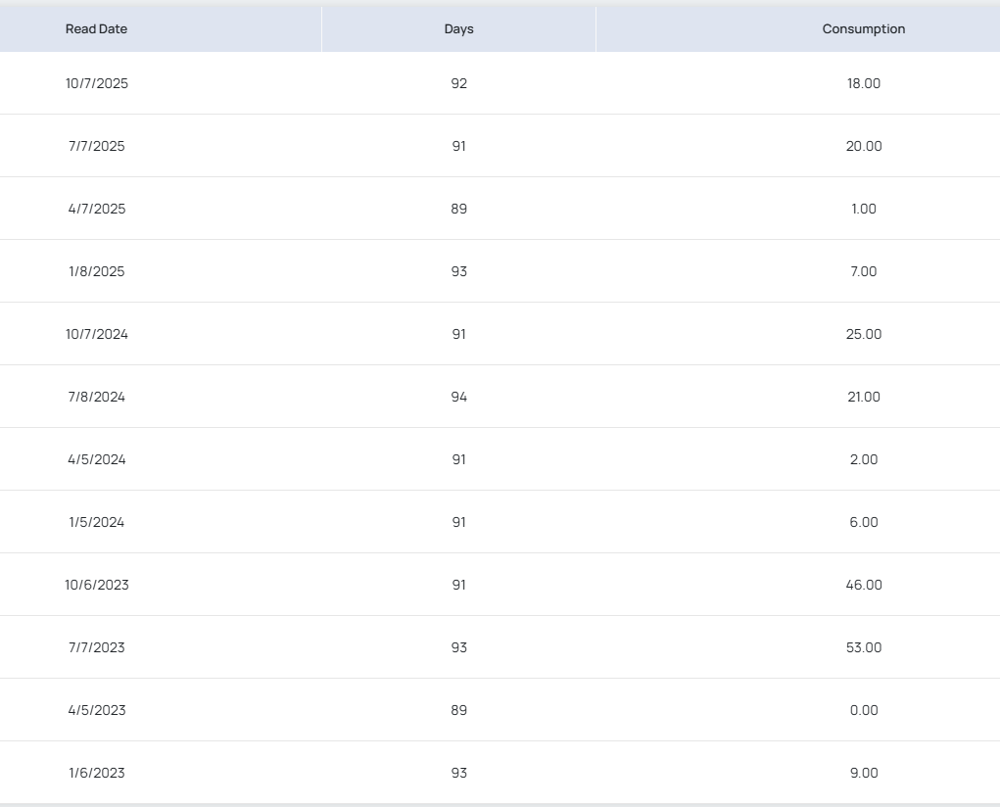 Read Date Days Consumption
10/7/2025 92 18.00
7/7/2025 91 20.00
4/7/2025 89 1.00
1/8/2025 93 7.00
10/7/2024 91 25.00
7/8/2024 94 21.00
4/5/2024 91 2.00
1/5/2024 91 6.00
10/6/2023 91 46.00
7/7/2023 93 53.00
4/5/2023 89 0.00
1/6/2023 93 9.00